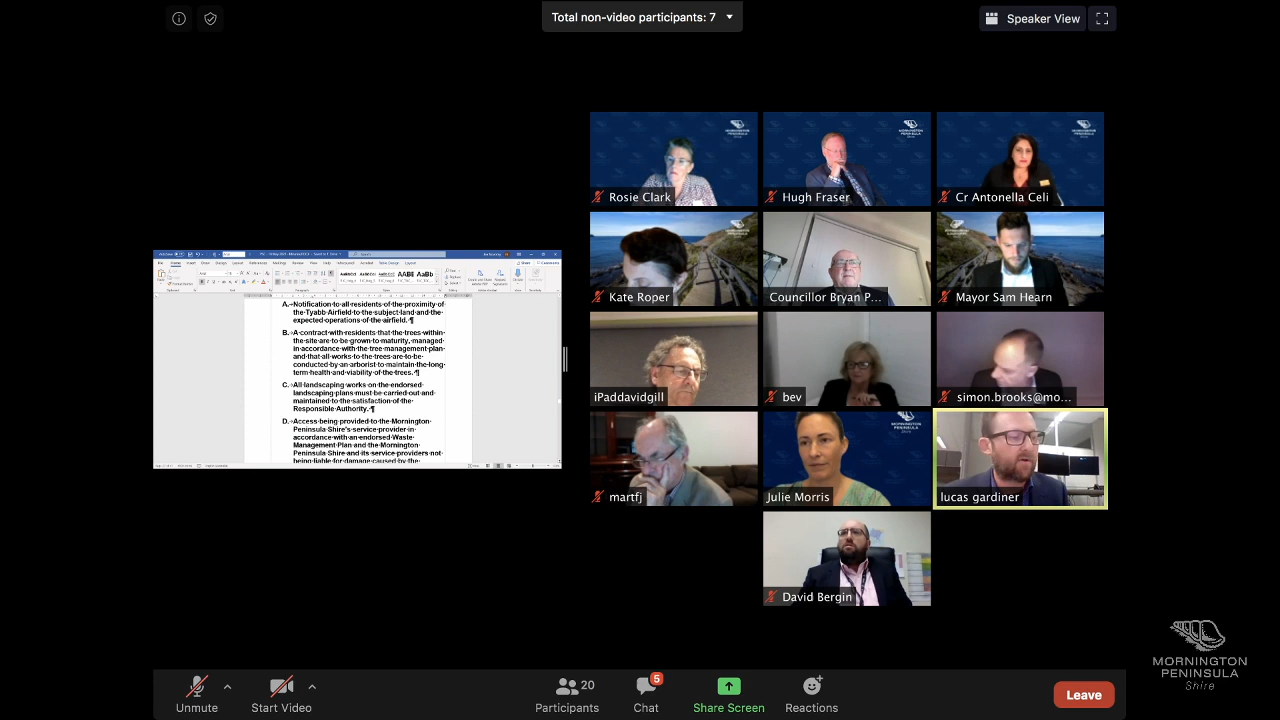 Total non-video participants: 7
Speaker View
MORNINGTON
PENINSULA
Shire
Rosie Clark
Hugh Fraser
Cr Antonella Celi
Kate Roper
Councillor Bryan P...
Mayor Sam Hearn
iPaddavidgill
bev
simon.brooks@mo...
martfj
Julie Morris
lucas gardiner
David Bergin
A. Notification to all residents of the proximity of
the Tyabb Airfield to the subject land and the
expected operations of the airfield. ¶
B. A contract with residents that the trees within
the site are to be grown to maturity, managed
in accordance with the tree management plan
and that all works to the trees are to be
conducted by an arborist to maintain the long
term health and viability of the trees.¶
C. All landscaping works on the endorsed
landscaping plans must be carried out and
maintained to the satisfaction of the
Responsible Authority. ¶
D. Access being provided to the Mornington
Peninsula Shire's service provider in
accordance with an endorsed Waste
Management Plan and the Mornington
Peninsula Shire and its service providers not
being liable for damage caused by the
MORNINGTON
PENINSULA
Shire
Unmute
Start Video
20
Participants
5
Chat
Share Screen
Reactions
Leave